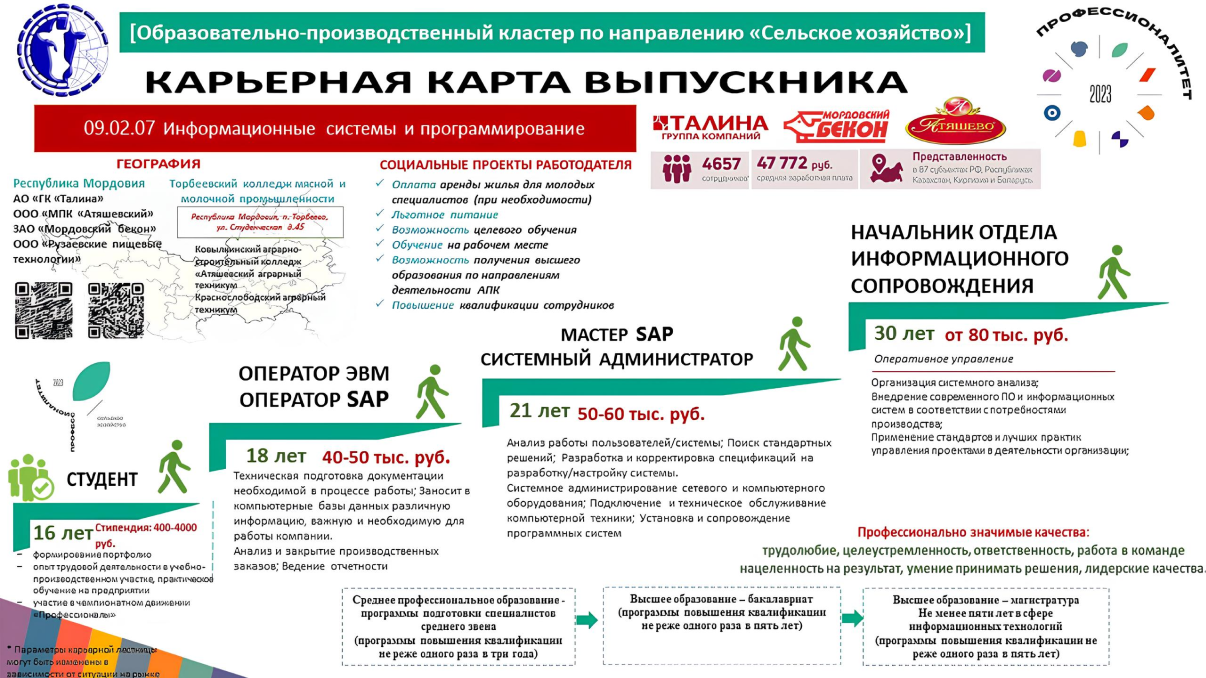 [Образовательно-производственный кластер по направлению «Сельское хозяйство»]
КАРЬЕРНАЯ КАРТА ВЫПУСКНИКА
ПРОФЕССИОНАЛИТЕТ
2023
09.02.07 Информационные системы и программирование
ТАЛИНА
ГРУППА КОМПАНИЙ
МОРДОВСКИЙ
БЕКОН
АТЯШЕВО
4657
сотрудников
47 772 руб.
средняя заработная плата
Представленность
в 67 субъектах РФ, Республиках
Казахстан, Киргизия и Беларусь
ГЕОГРАФИЯ
Республика Мордовия
АО «ГК «Талина»
ООО «МПК «Атяшевский»
ЗАО «Мордовский бекон»
ООО «Рузаевские пищевые
технологии»
Торбеевский колледж мясной и
молочной промышленности
Республика Мордовия, п. Торбеево,
ул. Студенческая д.45
Ковылкинский аграрно-
строительный колледж
«Атяшевский аграрный
техникум
Краснослободский аграрный
техникум
СОЦИАЛЬНЫЕ ПРОЕКТЫ РАБОТОДАТЕЛЯ
✓ Оплата аренды жилья для молодых
специалистов (при необходимости)
✓ Льготное питание
✓ Возможность целевого обучения
✓ Обучение на рабочем месте
✓ Возможность получения высшего
образования по направлениям
деятельности АПК
✓ Повышение квалификации сотрудников
2023
СЕЛЬСКОЕ
ХОЗЯЙСТВО
СТУДЕНТ
16 лет
Стипендия: 400-4000
руб.
– формирование портфолио
– опыт трудовой деятельности в учебно-
производственном участке, практическое
обучение на предприятии
– участие в чемпионатном движении
«Профессионалы»
* Параметры карьерной лестницы
могут быть изменены в
зависимости от ситуации на рынке
ОПЕРАТОР ЭВМ
ОПЕРАТОР SAP
18 лет 40-50 тыс. руб.
Техническая подготовка документации
необходимой в процессе работы; Заносит в
компьютерные базы данных различную
информацию, важную и необходимую для
работы компании.
Анализ и закрытие производственных
заказов; Ведение отчетности
МАСТЕР SAP
СИСТЕМНЫЙ АДМИНИСТРАТОР
21 лет 50-60 тыс. руб.
Анализ работы пользователей/системы; Поиск стандартных
решений; Разработка и корректировка спецификаций на
разработку/настройку системы.
Системное администрирование сетевого и компьютерного
оборудования; Подключение и техническое обслуживание
компьютерной техники; Установка и сопровождение
программных систем
НАЧАЛЬНИК ОТДЕЛА
ИНФОРМАЦИОННОГО
СОПРОВОЖДЕНИЯ
30 лет от 80 тыс. руб.
Оперативное управление
Организация системного анализа;
Внедрение современного ПО и информационных
систем в соответствии с потребностями
производства;
Применение стандартов и лучших практик
управления проектами в деятельности организации;
Профессионально значимые качества:
трудолюбие, целеустремленность, ответственность, работа в команде
нацеленность на результат, умение принимать решения, лидерские качества.
Среднее профессиональное образование -
программы подготовки специалистов
среднего звена
(программы повышения квалификации
не реже одного раза в три года)
Высшее образование – бакалавриат
(программы повышения квалификации
не реже одного раза в пять лет)
Высшее образование – магистратура
Не менее пяти лет в сфере
информационных технологий
(программы повышения квалификации не
реже одного раза в пять лет)